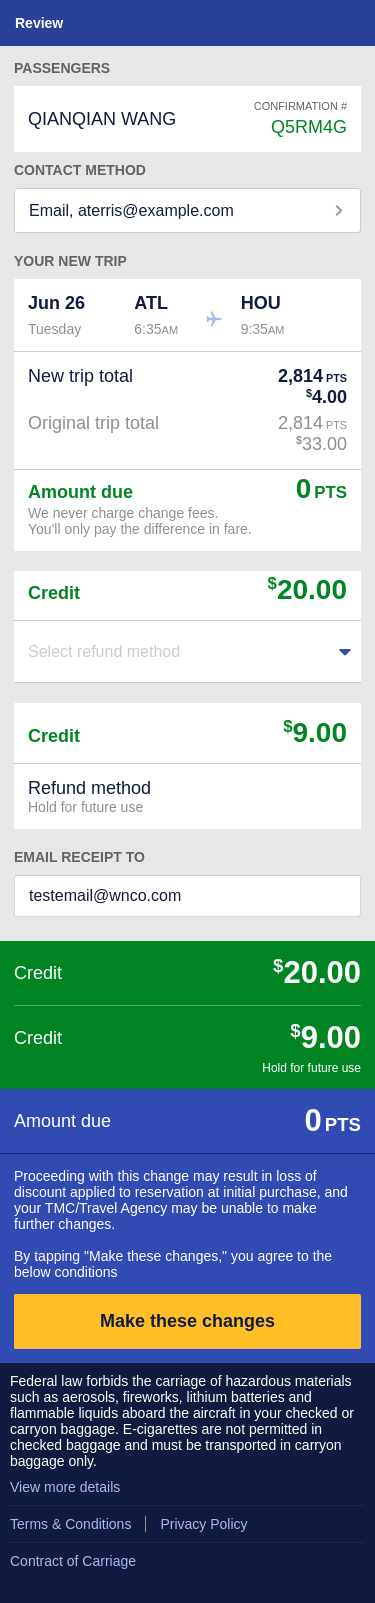 Review
PASSENGERS
QIANQIAN WANG
CONFIRMATION #
Q5RM4G
CONTACT METHOD
Email, aterris@example.com
YOUR NEW TRIP
Jun 26 ATL HOU
Tuesday 6:35AM 9:35AM
New trip total 2,814 PTS
$4.00
Original trip total 2,814 PTS
$33.00
Amount due 0 PTS
We never charge change fees.
You'll only pay the difference in fare.
Credit $20.00
Select refund method
Credit $9.00
Refund method
Hold for future use
EMAIL RECEIPT TO
testemail@wnco.com
Credit $20.00
Credit $9.00
Hold for future use
Amount due 0 PTS
Proceeding with this change may result in loss of
discount applied to reservation at initial purchase, and
your TMC/Travel Agency may be unable to make
further changes.
By tapping "Make these changes," you agree to the
below conditions
Make these changes
Federal law forbids the carriage of hazardous materials
such as aerosols, fireworks, lithium batteries and
flammable liquids aboard the aircraft in your checked or
carryon baggage. E-cigarettes are not permitted in
checked baggage and must be transported in carryon
baggage only.
View more details
Terms & Conditions Privacy Policy
Contract of Carriage